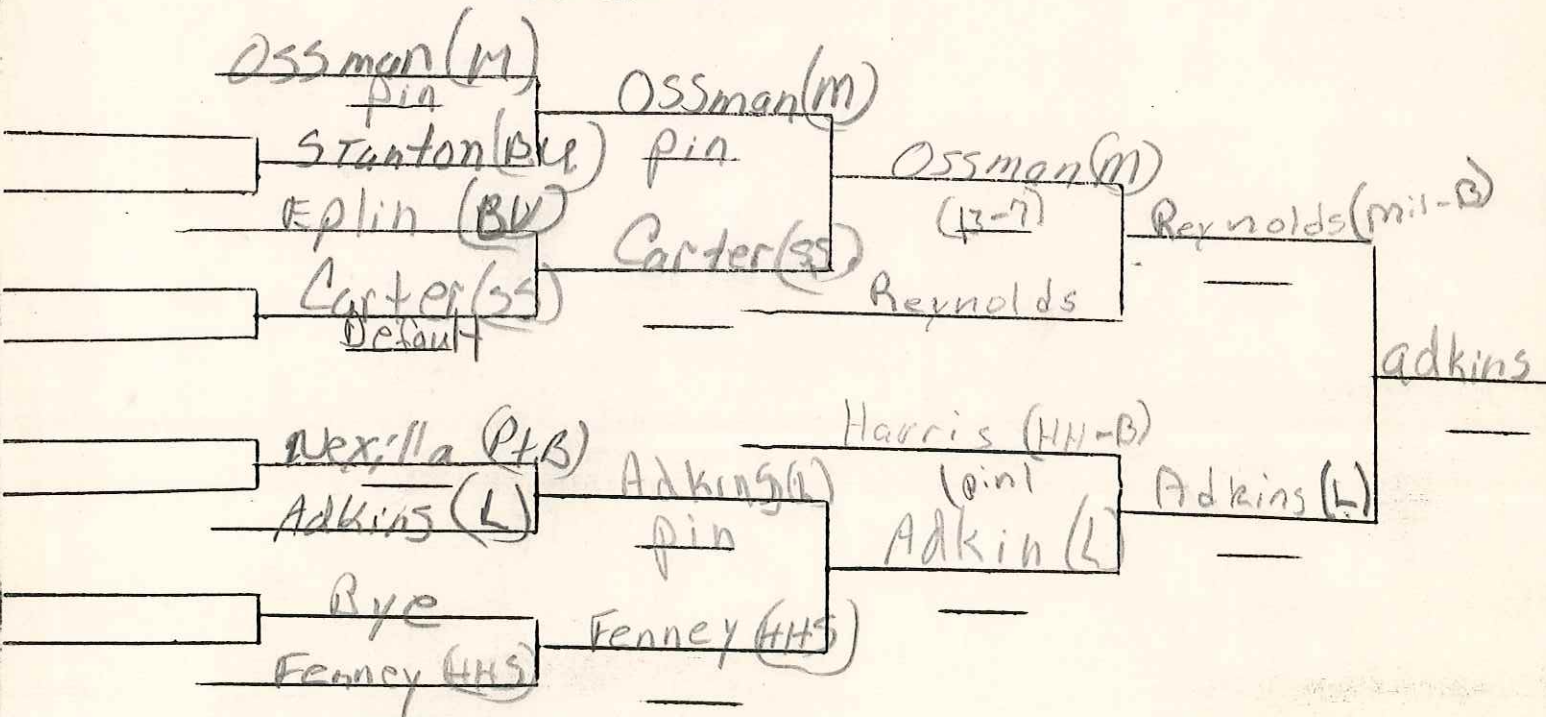 Ossman (M)
pin
Stanton (BU)
Eplin (BV)
Carter (SS)
Default
(Pt.B)
Adkins (L)
Bye
Fenney (HHS)
Ossman (M)
pin
Carter (SS)
Adkins (L)
pin
Fenney (HHS)
Ossman (M)
(13-7)
Reynolds
Harris (HH-B)
(pin)
Adkin (L)
Reynolds (Mil-B)
Adkins (L)
adkins